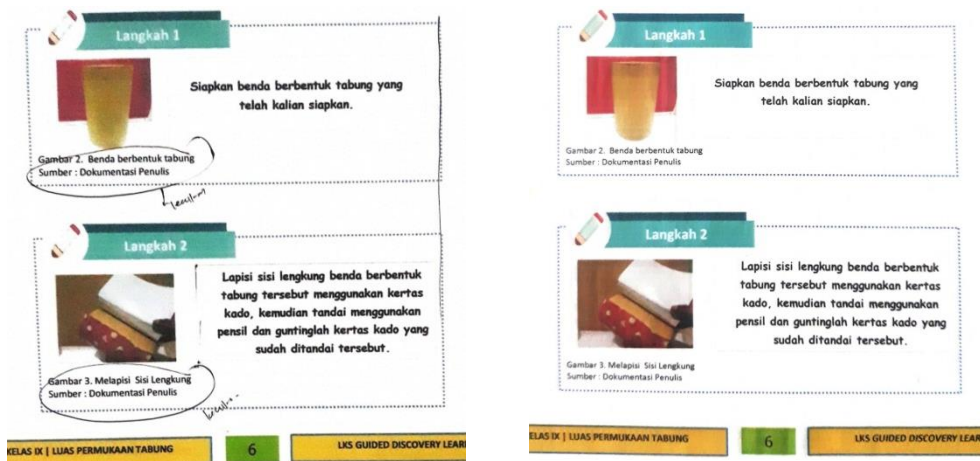 Langkah 1
Siapkan benda berbentuk tabung yang
telah kalian siapkan.
Gambar 2. Benda berbentuk tabung
Sumber : Dokumentasi Penulis
Langkah 2
Lapisi sisi lengkung benda berbentuk
tabung tersebut menggunakan kertas
kado, kemudian tandai menggunakan
pensil dan guntinglah kertas kado yang
sudah ditandai tersebut.
Gambar 3. Melapisi Sisi Lengkung
Sumber : Dokumentasi Penulis
KELAS IX | LUAS PERMUKAAN TABUNG
6
LKS GUIDED DISCOVERY LEAR
Langkah 1
Siapkan benda berbentuk tabung yang
telah kalian siapkan.
Gambar 2. Benda berbentuk tabung
Sumber : Dokumentasi Penulis
Langkah 2
Lapisi sisi lengkung benda berbentuk
tabung tersebut menggunakan kertas
kado, kemudian tandai menggunakan
pensil dan guntinglah kertas kado yang
sudah ditandai tersebut.
Gambar 3. Melapisi Sisi Lengkung
Sumber : Dokumentasi Penulis
ELAS IX | LUAS PERMUKAAN TABUNG
6
LKS GUIDED DISCOVERY LEAR